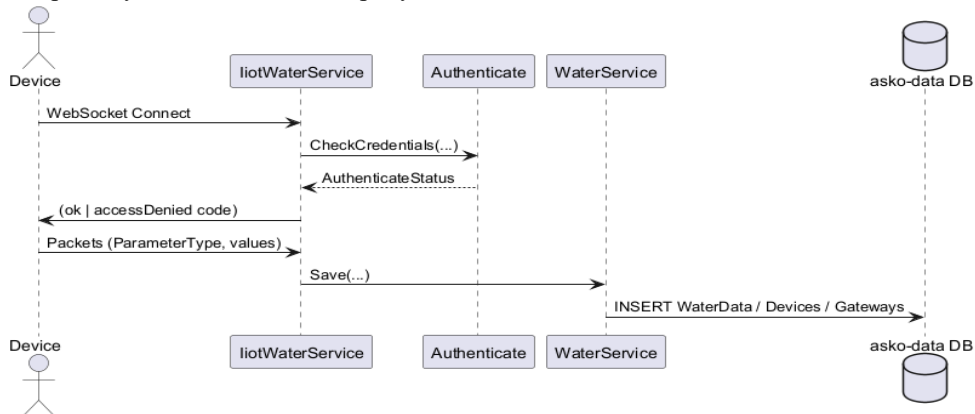 Device
IiotWaterService
Authenticate
WaterService
asko-data DB
WebSocket Connect
CheckCredentials(...)
AuthenticateStatus
(ok | accessDenied code)
Packets (ParameterType, values)
Save(...)
INSERT WaterData / Devices / Gateways
Device
IiotWaterService
Authenticate
WaterService
asko-data DB